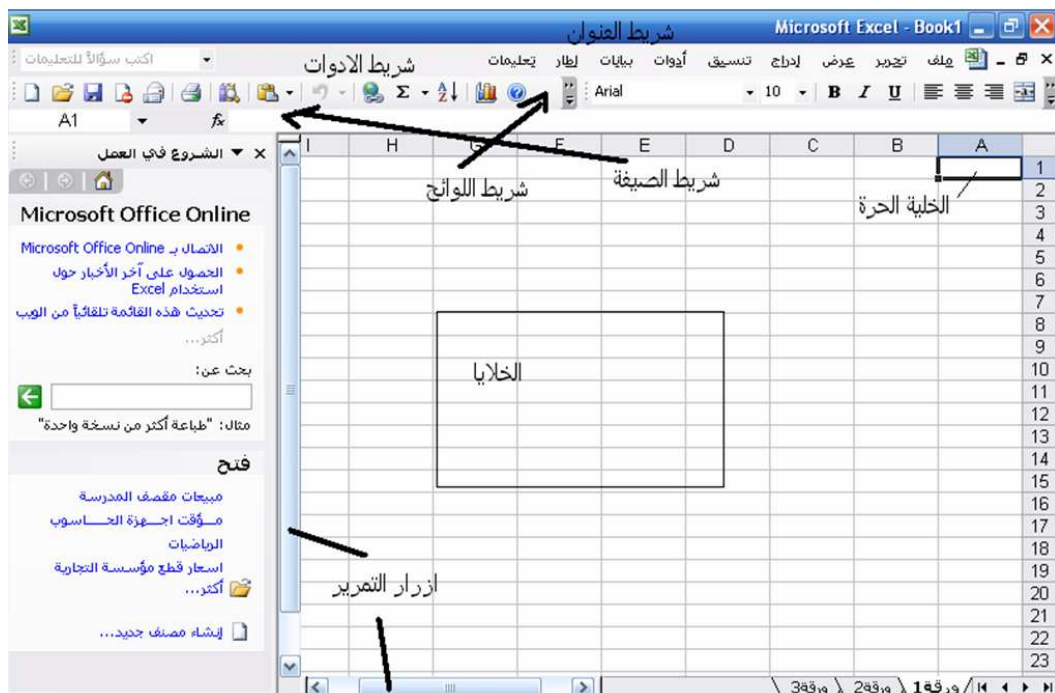 Microsoft Excel - Book1
شريط العنوان
ملف تحرير عرض إدراج تنسيق أدوات بيانات إطار تعليمات
اكتب سؤالاً للتعليمات
شريط الادوات
Arial 10 B I U
A1 fx
I H G F E D C B A
شريط الصيغة
شريط اللوائح
الخلية الحرة
الخلايا
ازرار التمرير
1
2
3
4
5
6
7
8
9
10
11
12
13
14
15
16
17
18
19
20
21
22
23
الشروع في العمل
Microsoft Office Online
الاتصال بـ Microsoft Office Online
الحصول على آخر الأخبار حول
استخدام Excel
تحديث هذه القائمة تلقائياً من الويب
أكثر...
بحث عن:
مثال: "طباعة أكثر من نسخة واحدة"
فتح
مبيعات مقصف المدرسة
مـؤقت اجـــهزة الحــــاسوب
الرياضيات
اسعار قطع مؤسسة التجارية
أكثر...
إنشاء مصنف جديد...
ورقة1 ورقة2 ورقة3